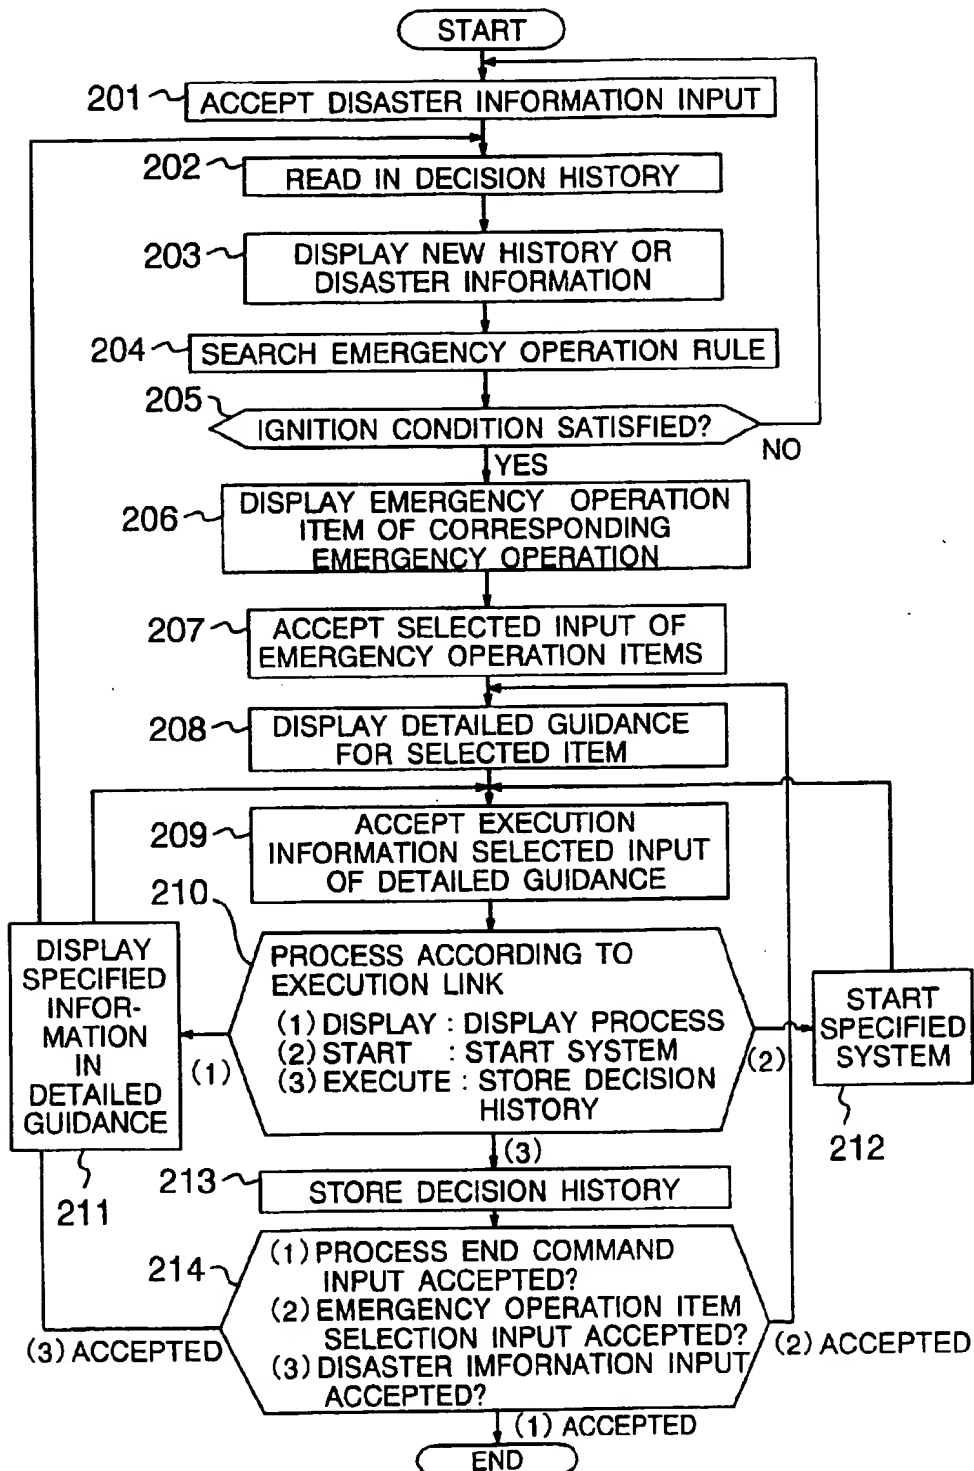 START
201
ACCEPT DISASTER INFORMATION INPUT
202
READ IN DECISION HISTORY
203
DISPLAY NEW HISTORY OR
DISASTER INFORMATION
204
SEARCH EMERGENCY OPERATION RULE
205
IGNITION CONDITION SATISFIED?
NO
YES
206
DISPLAY EMERGENCY OPERATION
ITEM OF CORRESPONDING
EMERGENCY OPERATION
207
ACCEPT SELECTED INPUT OF
EMERGENCY OPERATION ITEMS
208
DISPLAY DETAILED GUIDANCE
FOR SELECTED ITEM
209
ACCEPT EXECUTION
INFORMATION SELECTED INPUT
OF DETAILED GUIDANCE
210
PROCESS ACCORDING TO
EXECUTION LINK
(1) DISPLAY : DISPLAY PROCESS
(2) START : START SYSTEM
(3) EXECUTE : STORE DECISION
HISTORY
(1)
DISPLAY
SPECIFIED
INFOR-
MATION
IN
DETAILED
GUIDANCE
211
(2)
START
SPECIFIED
SYSTEM
212
(3)
213
STORE DECISION HISTORY
214
(1) PROCESS END COMMAND
INPUT ACCEPTED?
(2) EMERGENCY OPERATION ITEM
SELECTION INPUT ACCEPTED?
(3) DISASTER IMFORNATION INPUT
ACCEPTED?
(3) ACCEPTED
(2) ACCEPTED
(1) ACCEPTED
END